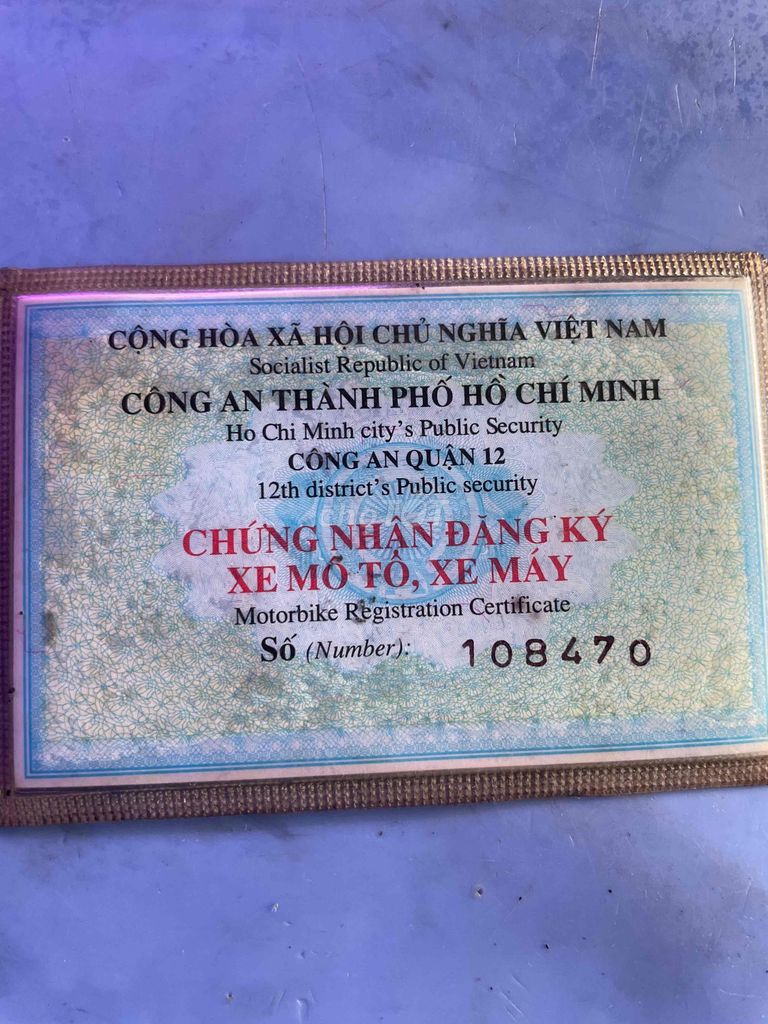 CỘNG HÒA XÃ HỘI CHỦ NGHĨA VIỆT NAM
Socialist Republic of Vietnam
CÔNG AN THÀNH PHỐ HỒ CHÍ MINH
Ho Chi Minh city's Public Security
CÔNG AN QUẬN 12
12th district's Public security
CHỨNG NHẬN ĐĂNG KÝ
XE MÔ TÔ, XE MÁY
Motorbike Registration Certificate
Số (Number): 108470